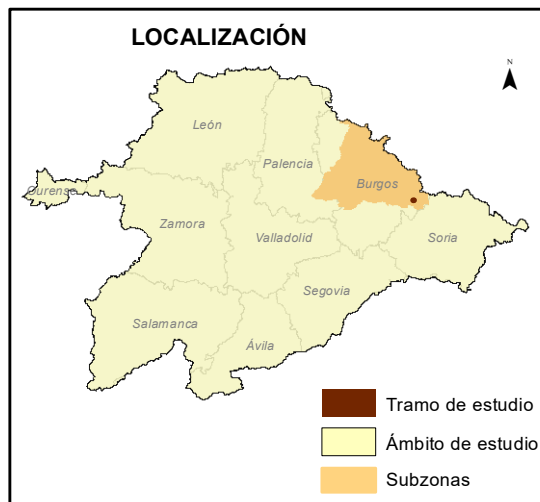 LOCALIZACIÓN
N
León
Palencia
Burgos
Ourense
Zamora
Valladolid
Soria
Segovia
Salamanca
Ávila
Tramo de estudio
Ámbito de estudio
Subzonas